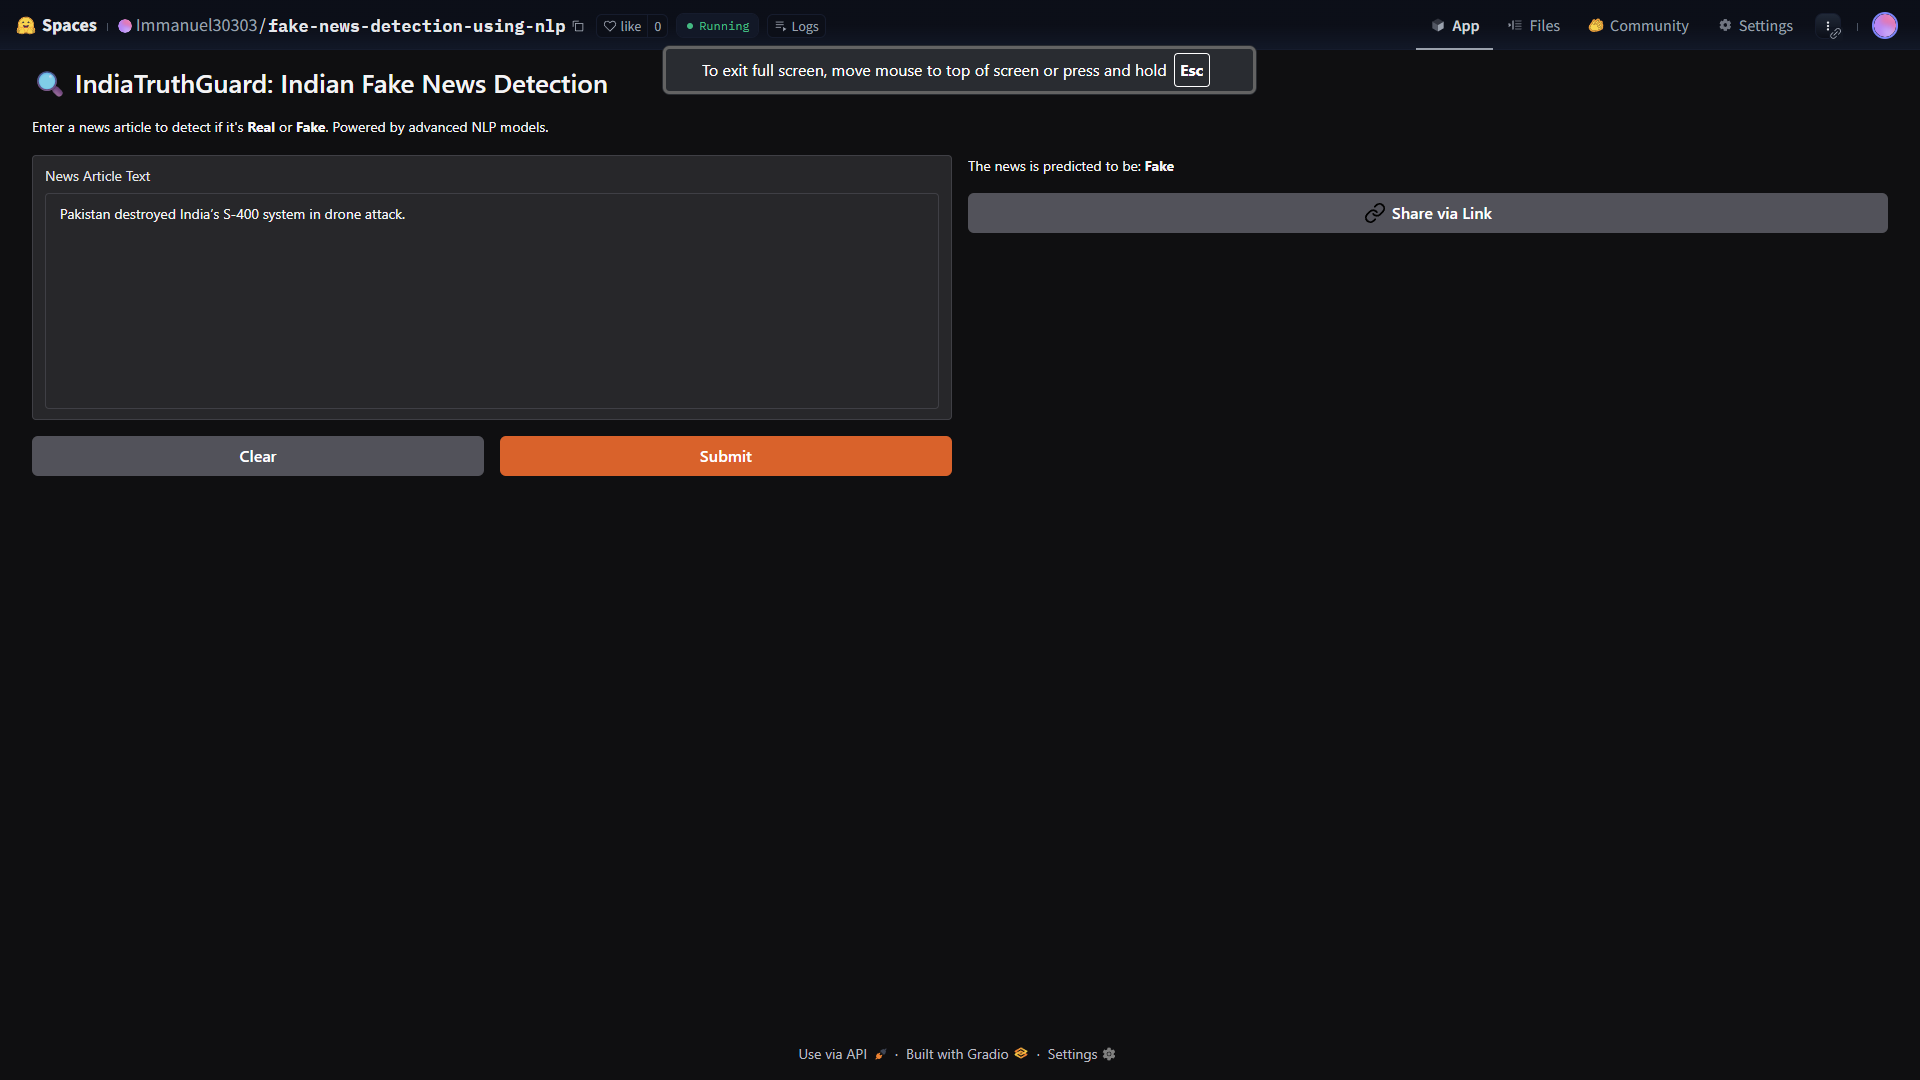 Spaces Immanuel30303/fake-news-detection-using-nlp like 0 Running Logs App Files Community Settings
To exit full screen, move mouse to top of screen or press and hold Esc
IndiaTruthGuard: Indian Fake News Detection
Enter a news article to detect if it's Real or Fake. Powered by advanced NLP models.
News Article Text
Pakistan destroyed India’s S-400 system in drone attack.
Clear
Submit
The news is predicted to be: Fake
Share via Link
Use via API · Built with Gradio · Settings